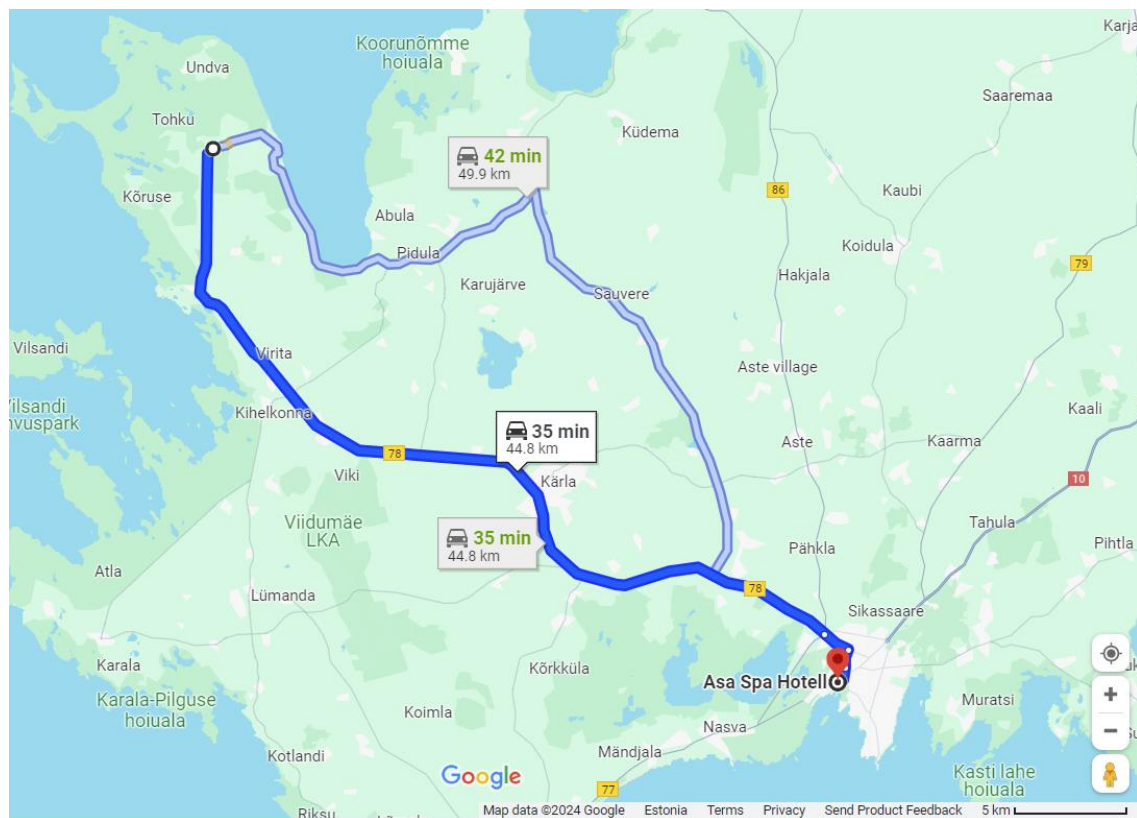 Undva
Koorunõmme
hoiuala
Karja
Saaremaa
Tohku
Küdema
42 min
49.9 km
Kõruse
86
Kaubi
Abula
Koidula
Pidula
79
Hakjala
Karujärve
Sauvere
Vilsandi
Virita
Aste village
Vilsandi
Kihelkonna
Kaali
35 min
44.8 km
Aste
Kaarma
78
Viki
Kärla
10
Viidumäe
LKA
35 min
44.8 km
Tahula
Pähkla
Pihtla
Atla
78
Lümanda
Sikassaare
Karala
Kõrkküla
Asa Spa Hotell
Karala-Pilguse
hoiuala
Koimla
Muratsi
Nasva
Kotlandi
Mändjala
Google
Kasti lahe
hoiuala
77
Riksu
Map data ©2024 Google Estonia Terms Privacy Send Product Feedback 5 km